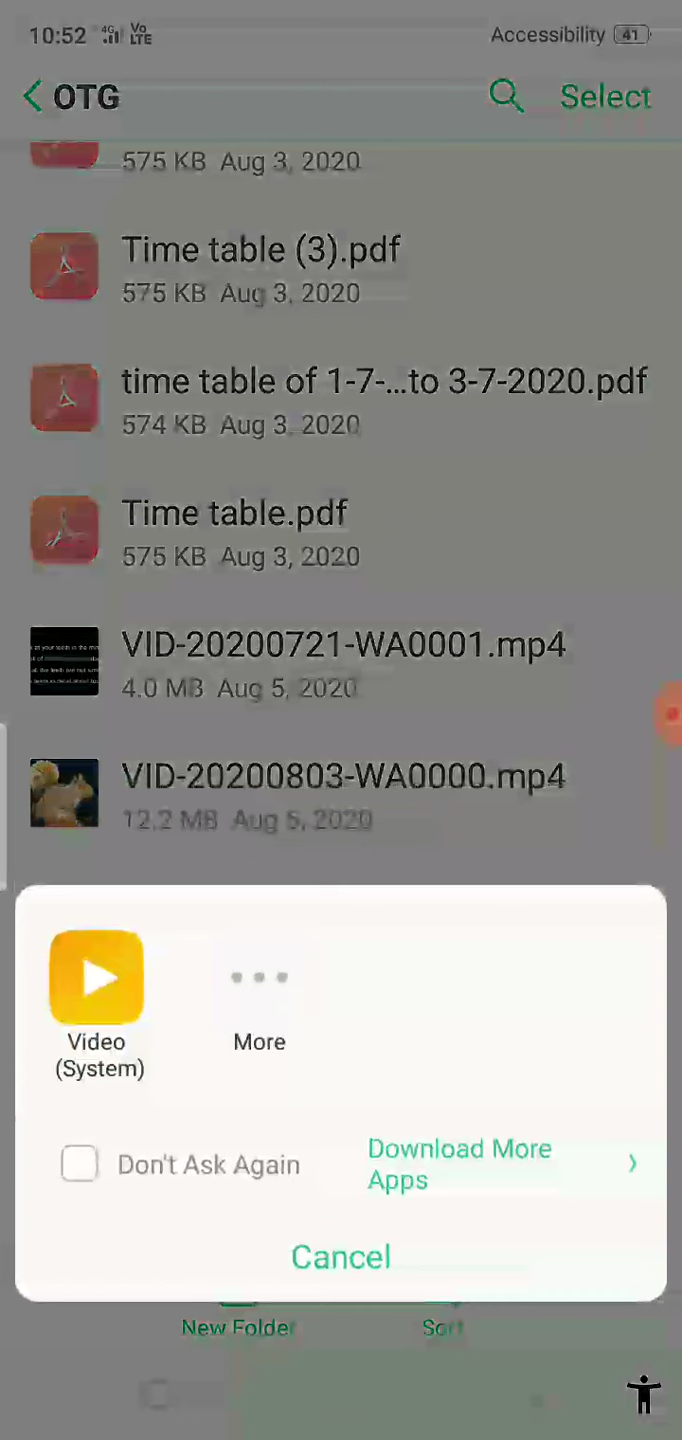 10:52 4G Vo LTE Accessibility 41
OTG Select
575 KB Aug 3, 2020
Time table (3).pdf
575 KB Aug 3, 2020
time table of 1-7-...to 3-7-2020.pdf
574 KB Aug 3, 2020
Time table.pdf
575 KB Aug 3, 2020
VID-20200721-WA0001.mp4
4.0 MB Aug 5, 2020
VID-20200803-WA0000.mp4
12.2 MB Aug 5, 2020
Video
(System)
More
Don't Ask Again
Download More
Apps
Cancel
New Folder Sort